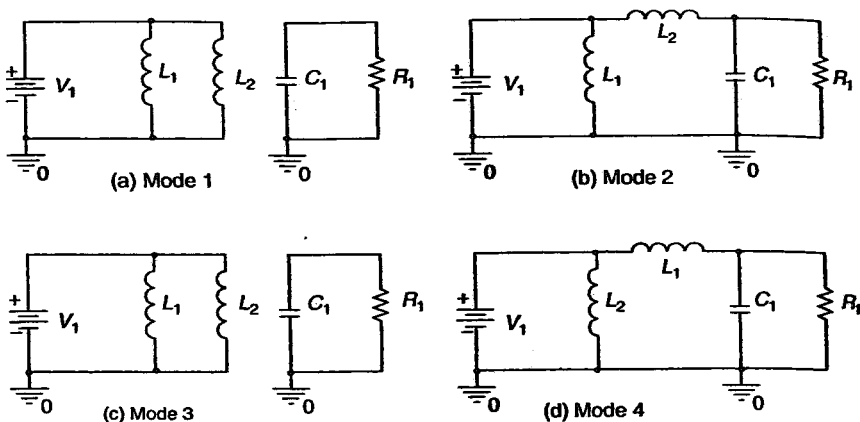 +
−
V1
L1
L2
C1
R1
0
0
(a) Mode 1
+
−
V1
L1
L2
C1
R1
0
0
(b) Mode 2
+
−
V1
L1
L2
C1
R1
0
0
(c) Mode 3
+
−
V1
L2
L1
C1
R1
0
0
(d) Mode 4